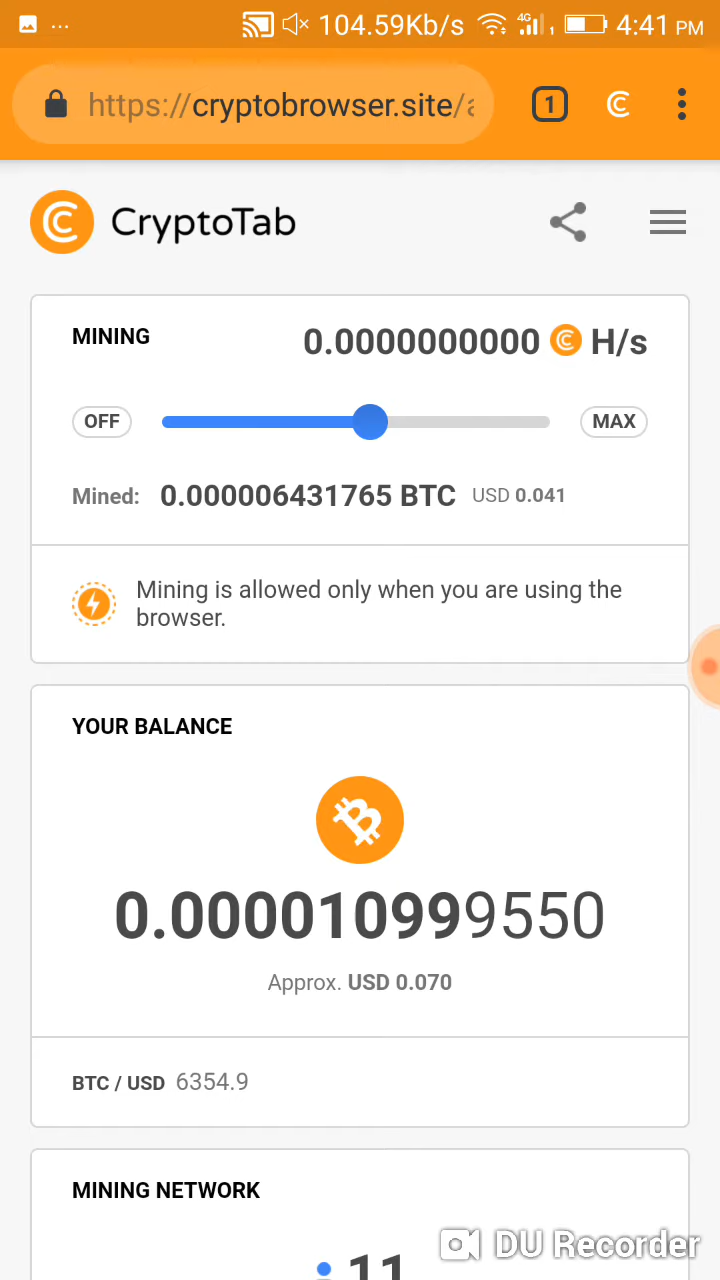 ... 104.59Kb/s 4G 1 4:41 PM
https://cryptobrowser.site/a 1
CryptoTab
MINING 0.0000000000 H/s
OFF MAX
Mined: 0.000006431765 BTC USD 0.041
Mining is allowed only when you are using the
browser.
YOUR BALANCE
0.000010999550
Approx. USD 0.070
BTC / USD 6354.9
MINING NETWORK
11
DU Recorder